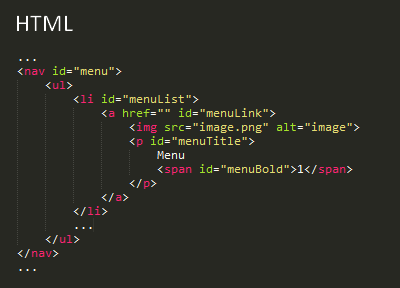 HTML
...
<nav id="menu">
<ul>
<li id="menuList">
<a href="" id="menuLink">
<img src="image.png" alt="image">
<p id="menuTitle">
Menu
<span id="menuBold">1</span>
</p>
</a>
</li>
...
</ul>
</nav>
...